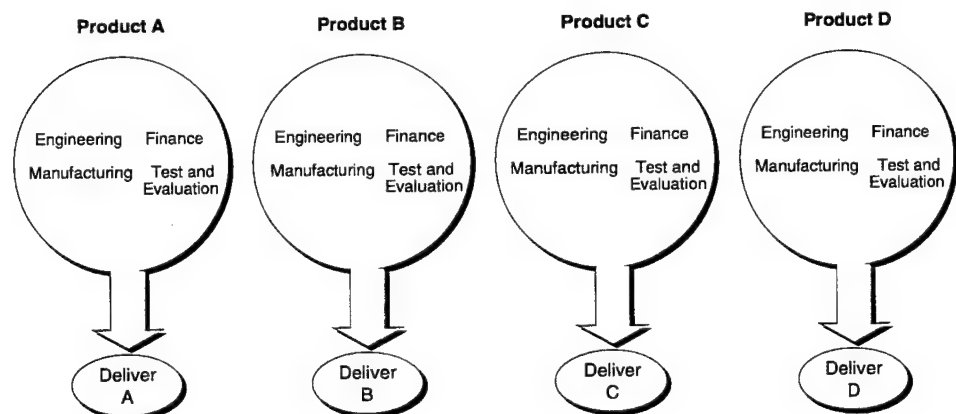 Product A
Engineering Finance
Manufacturing Test and
Evaluation
Deliver
A
Product B
Engineering Finance
Manufacturing Test and
Evaluation
Deliver
B
Product C
Engineering Finance
Manufacturing Test and
Evaluation
Deliver
C
Product D
Engineering Finance
Manufacturing Test and
Evaluation
Deliver
D